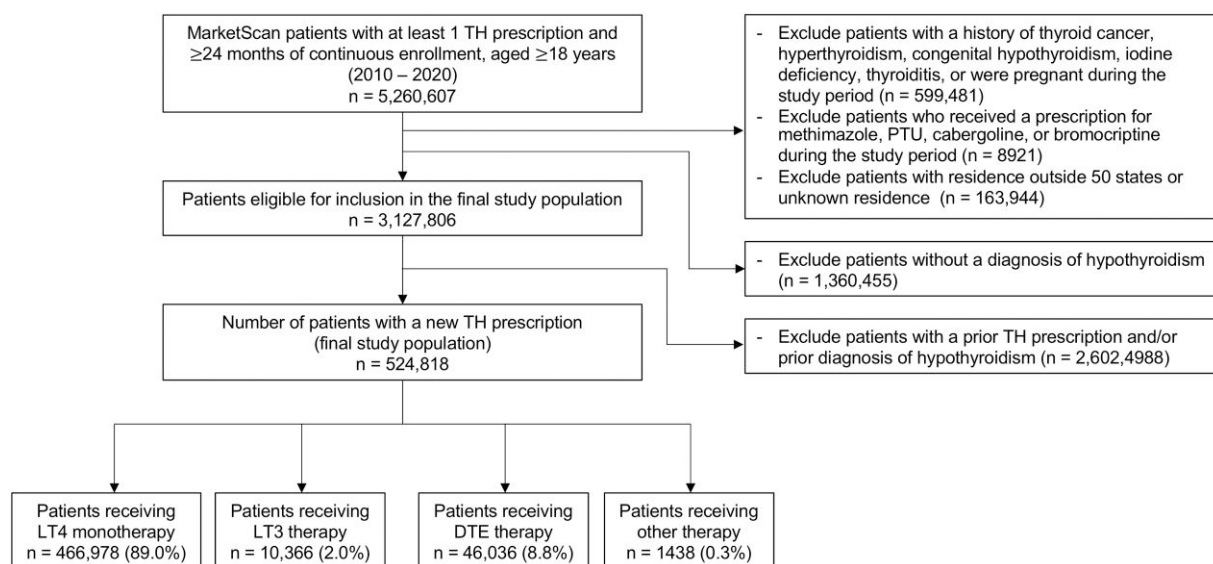 MarketScan patients with at least 1 TH prescription and
≥24 months of continuous enrollment, aged ≥18 years
(2010 – 2020)
n = 5,260,607
- Exclude patients with a history of thyroid cancer,
hyperthyroidism, congenital hypothyroidism, iodine
deficiency, thyroiditis, or were pregnant during the
study period (n = 599,481)
- Exclude patients who received a prescription for
methimazole, PTU, cabergoline, or bromocriptine
during the study period (n = 8921)
- Exclude patients with residence outside 50 states or
unknown residence (n = 163,944)
Patients eligible for inclusion in the final study population
n = 3,127,806
- Exclude patients without a diagnosis of hypothyroidism
(n = 1,360,455)
Number of patients with a new TH prescription
(final study population)
n = 524,818
- Exclude patients with a prior TH prescription and/or
prior diagnosis of hypothyroidism (n = 2,602,4988)
Patients receiving
LT4 monotherapy
n = 466,978 (89.0%)
Patients receiving
LT3 therapy
n = 10,366 (2.0%)
Patients receiving
DTE therapy
n = 46,036 (8.8%)
Patients receiving
other therapy
n = 1438 (0.3%)